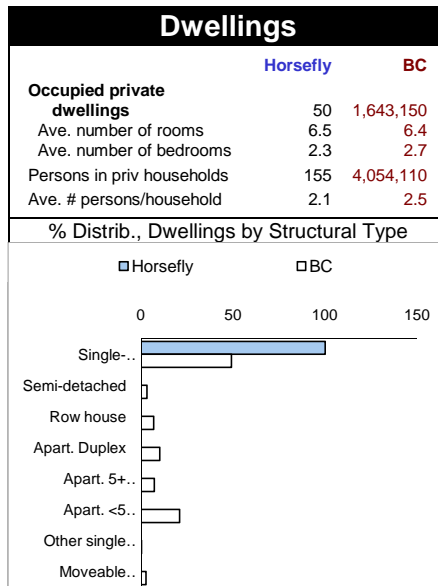 Dwellings
Horsefly BC
Occupied private
dwellings 50 1,643,150
Ave. number of rooms 6.5 6.4
Ave. number of bedrooms 2.3 2.7
Persons in priv households 155 4,054,110
Ave. # persons/household 2.1 2.5
% Distrib., Dwellings by Structural Type
Horsefly BC
0 50 100 150
Single-..
Semi-detached
Row house
Apart. Duplex
Apart. 5+..
Apart. <5..
Other single..
Moveable..